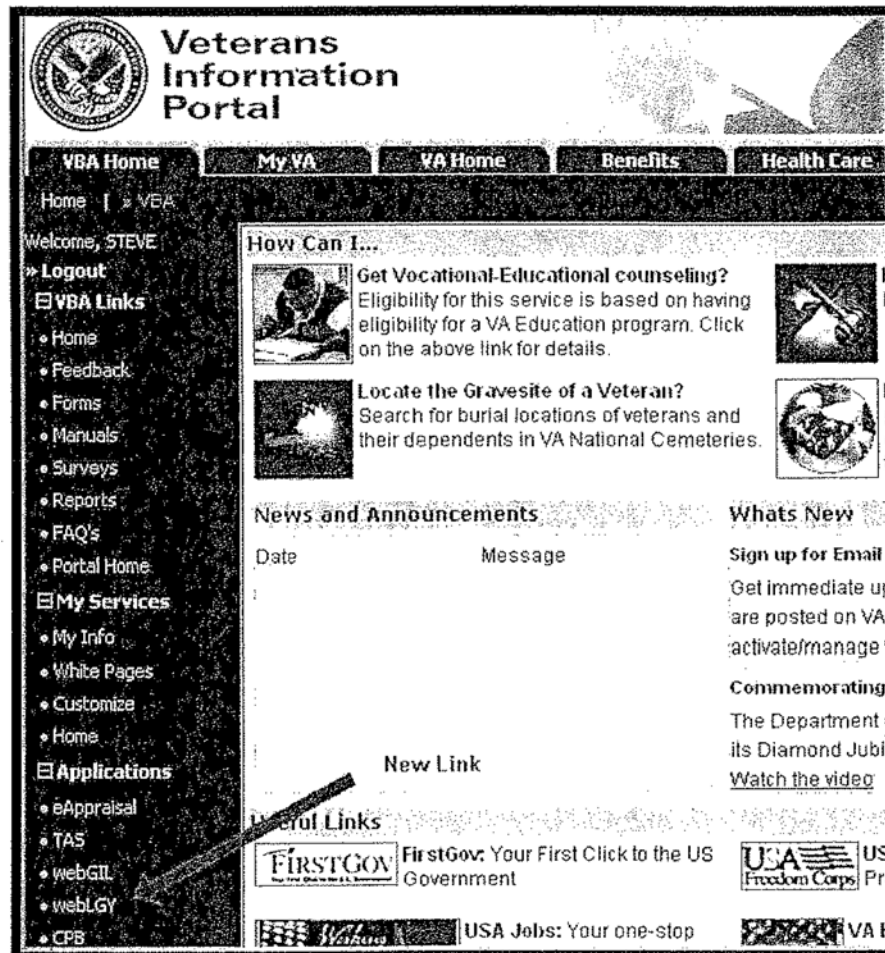 Veterans
Information
Portal
VBA Home
My VA
VA Home
Benefits
Health Care
Home | » VBA
Welcome, STEVE
» Logout
VBA Links
Home
Feedback
Forms
Manuals
Surveys
Reports
FAQ's
Portal Home
My Services
My Info
White Pages
Customize
Home
Applications
eAppraisal
TAS
webGIL
webLGY
CPB
How Can I...
Get Vocational-Educational counseling?
Eligibility for this service is based on having
eligibility for a VA Education program. Click
on the above link for details.
Locate the Gravesite of a Veteran?
Search for burial locations of veterans and
their dependents in VA National Cemeteries.
News and Announcements
Date Message
New Link
Whats New
Sign up for Email
Get immediate up
are posted on VA
activate/manage
Commemorating
The Department
its Diamond Jubi
Watch the video
Useful Links
FIRSTGOV
FirstGov: Your First Click to the US
Government
USA
Freedom Corps
US
Pr
USA Jobs: Your one-stop
VA